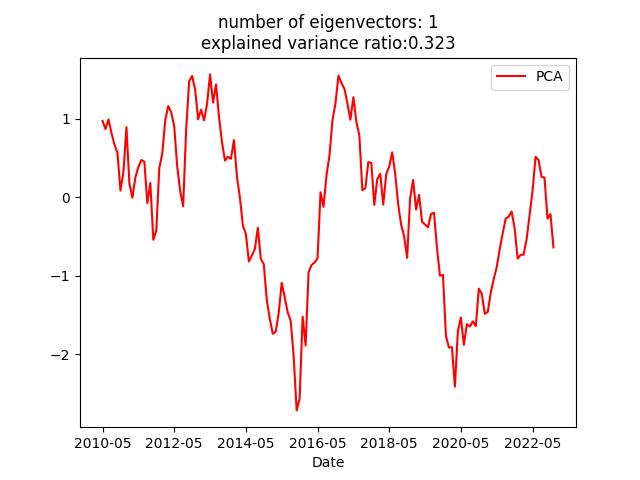 number of eigenvectors: 1
explained variance ratio:0.323
PCA
1
0
−1
−2
2010-05 2012-05 2014-05 2016-05 2018-05 2020-05 2022-05
Date